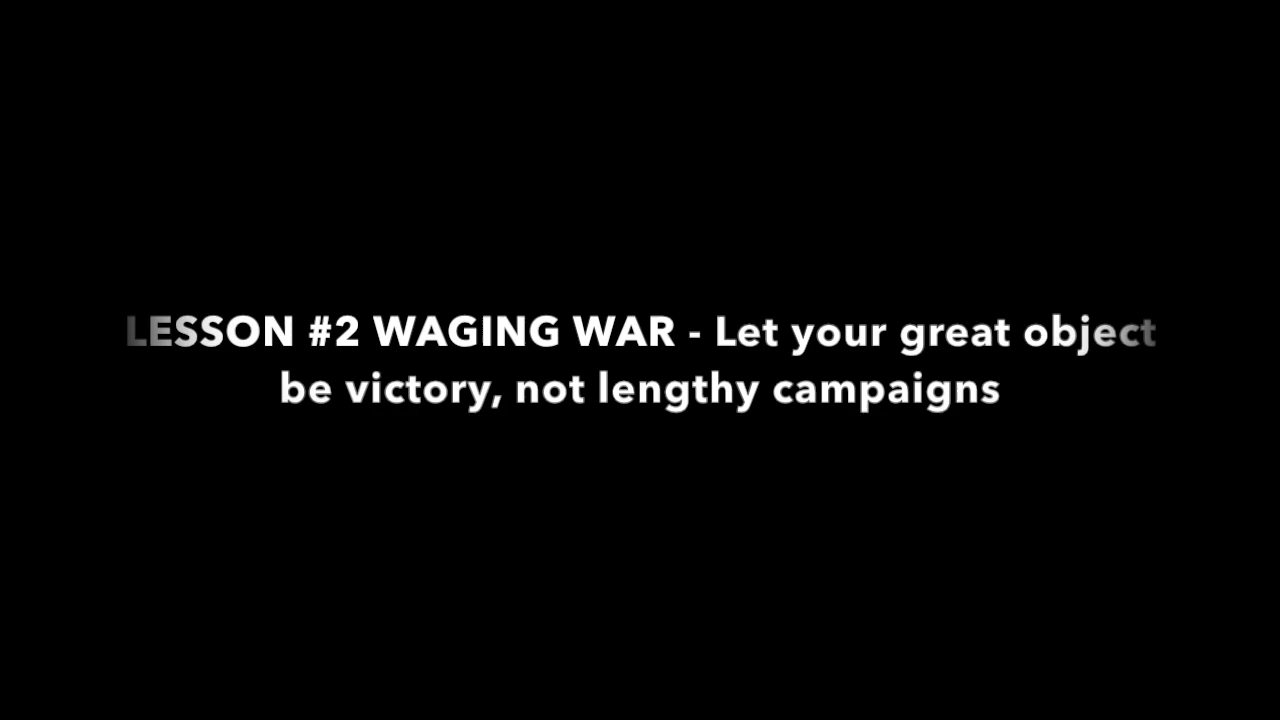 LESSON #2 WAGING WAR - Let your great object
be victory, not lengthy campaigns